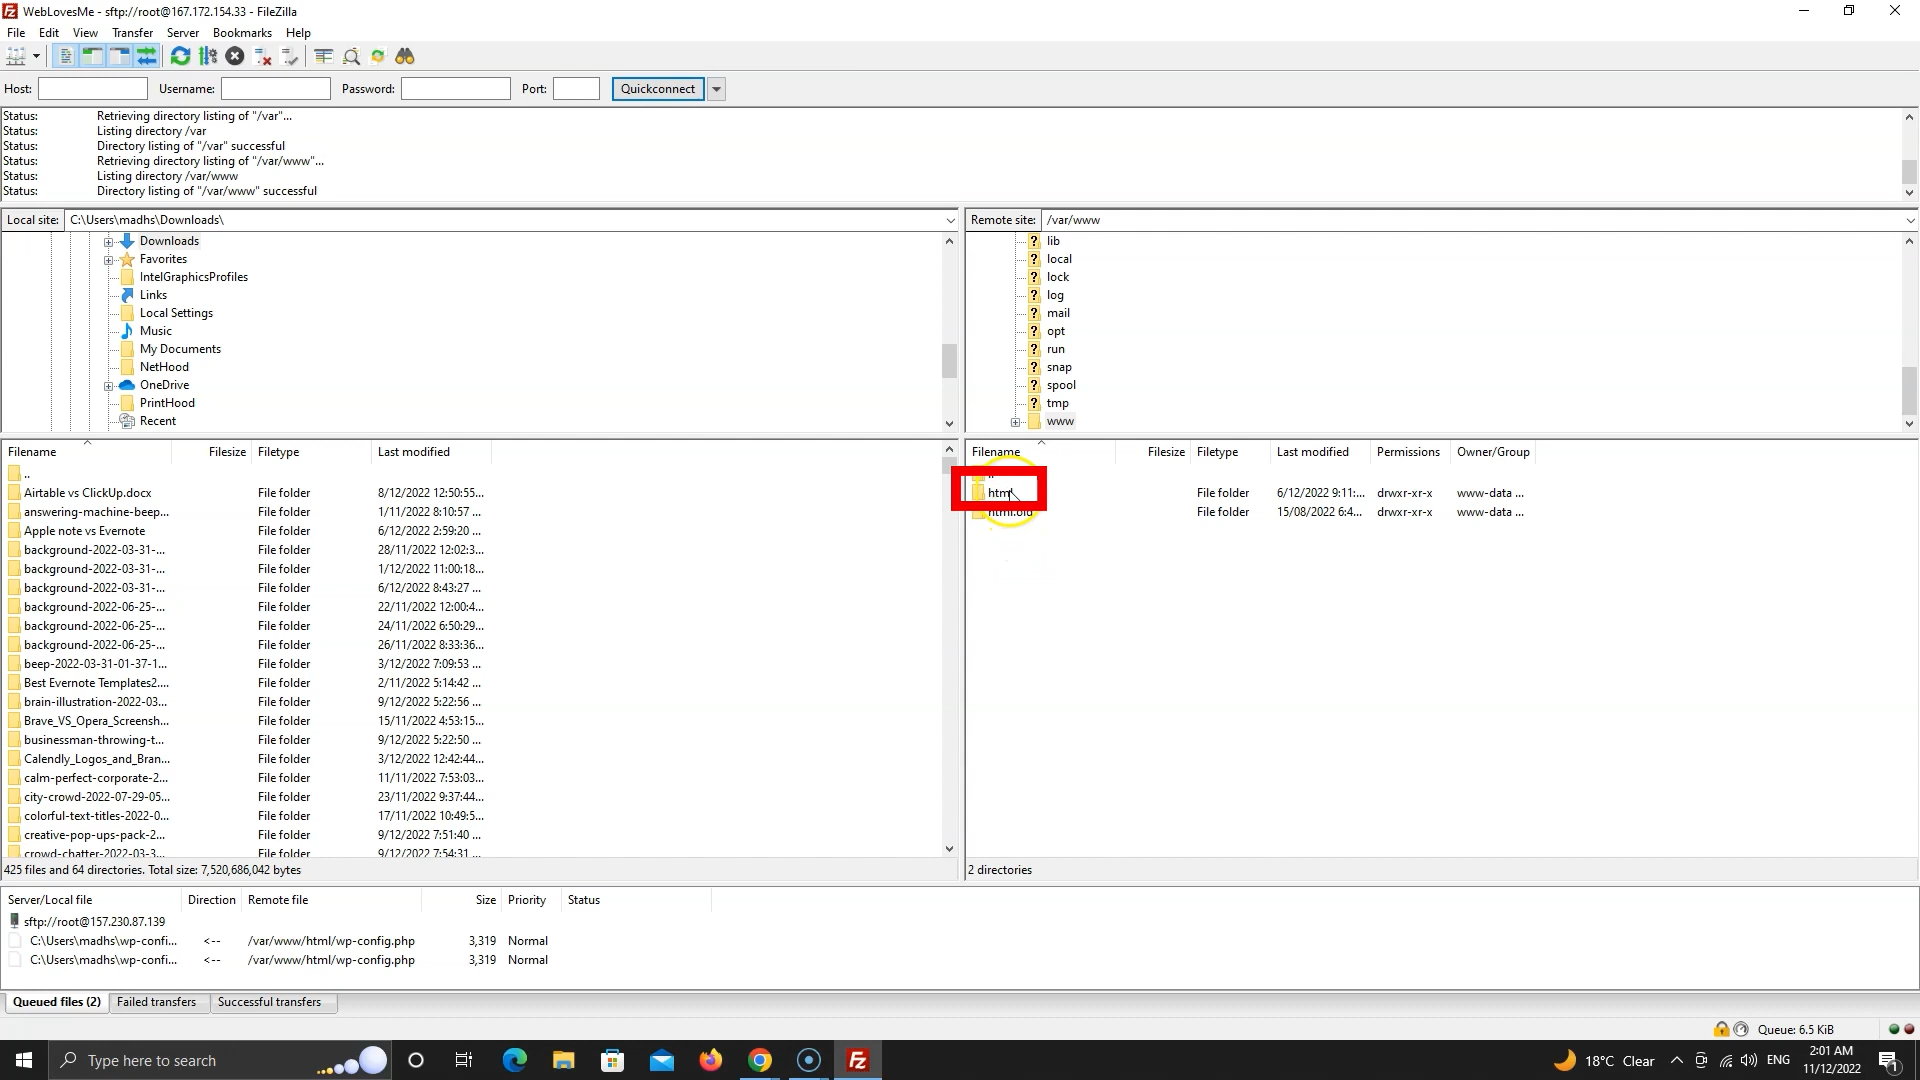 WebLovesMe - sftp://root@167.172.154.33 - FileZilla
File Edit View Transfer Server Bookmarks Help
Host: Username: Password: Port: Quickconnect
Status: Retrieving directory listing of "/var"...
Status: Listing directory /var
Status: Directory listing of "/var" successful
Status: Retrieving directory listing of "/var/www"...
Status: Listing directory /var/www
Status: Directory listing of "/var/www" successful
Local site: C:\Users\madhs\Downloads\
Downloads
Favorites
IntelGraphicsProfiles
Links
Local Settings
Music
My Documents
NetHood
OneDrive
PrintHood
Recent
Remote site: /var/www
lib
local
lock
log
mail
opt
run
snap
spool
tmp
www
Filename Filesize Filetype Last modified
..
Airtable vs ClickUp.docx File folder 8/12/2022 12:50:55...
answering-machine-beep... File folder 1/11/2022 8:10:57 ...
Apple note vs Evernote File folder 6/12/2022 2:59:20 ...
background-2022-03-31-... File folder 28/11/2022 12:02:3...
background-2022-03-31-... File folder 1/12/2022 11:00:18...
background-2022-03-31-... File folder 6/12/2022 8:43:27 ...
background-2022-06-25-... File folder 22/11/2022 12:00:4...
background-2022-06-25-... File folder 24/11/2022 6:50:29...
background-2022-06-25-... File folder 26/11/2022 8:33:36...
beep-2022-03-31-01-37-1... File folder 3/12/2022 7:09:53 ...
Best Evernote Templates2.... File folder 2/11/2022 5:14:42 ...
brain-illustration-2022-03... File folder 9/12/2022 5:22:56 ...
Brave_VS_Opera_Screensh... File folder 15/11/2022 4:53:15...
businessman-throwing-t... File folder 9/12/2022 5:22:50 ...
Calendly_Logos_and_Bran... File folder 3/12/2022 12:42:44...
calm-perfect-corporate-2... File folder 11/11/2022 7:53:03...
city-crowd-2022-07-29-05... File folder 23/11/2022 9:37:44...
colorful-text-titles-2022-0... File folder 17/11/2022 10:49:5...
creative-pop-ups-pack-2... File folder 9/12/2022 7:51:40 ...
crowd-chatter-2022-03-3... File folder 9/12/2022 7:54:31 ...
425 files and 64 directories. Total size: 7,520,686,042 bytes
Filename Filesize Filetype Last modified Permissions Owner/Group
..
html File folder 6/12/2022 9:11:... drwxr-xr-x www-data ...
html.old File folder 15/08/2022 6:4... drwxr-xr-x www-data ...
2 directories
Server/Local file Direction Remote file Size Priority Status
sftp://root@157.230.87.139
C:\Users\madhs\wp-confi... <-- /var/www/html/wp-config.php 3,319 Normal
C:\Users\madhs\wp-confi... <-- /var/www/html/wp-config.php 3,319 Normal
Queued files (2) Failed transfers Successful transfers
Queue: 6.5 KiB
Type here to search
18°C Clear
ENG
2:01 AM
11/12/2022
1